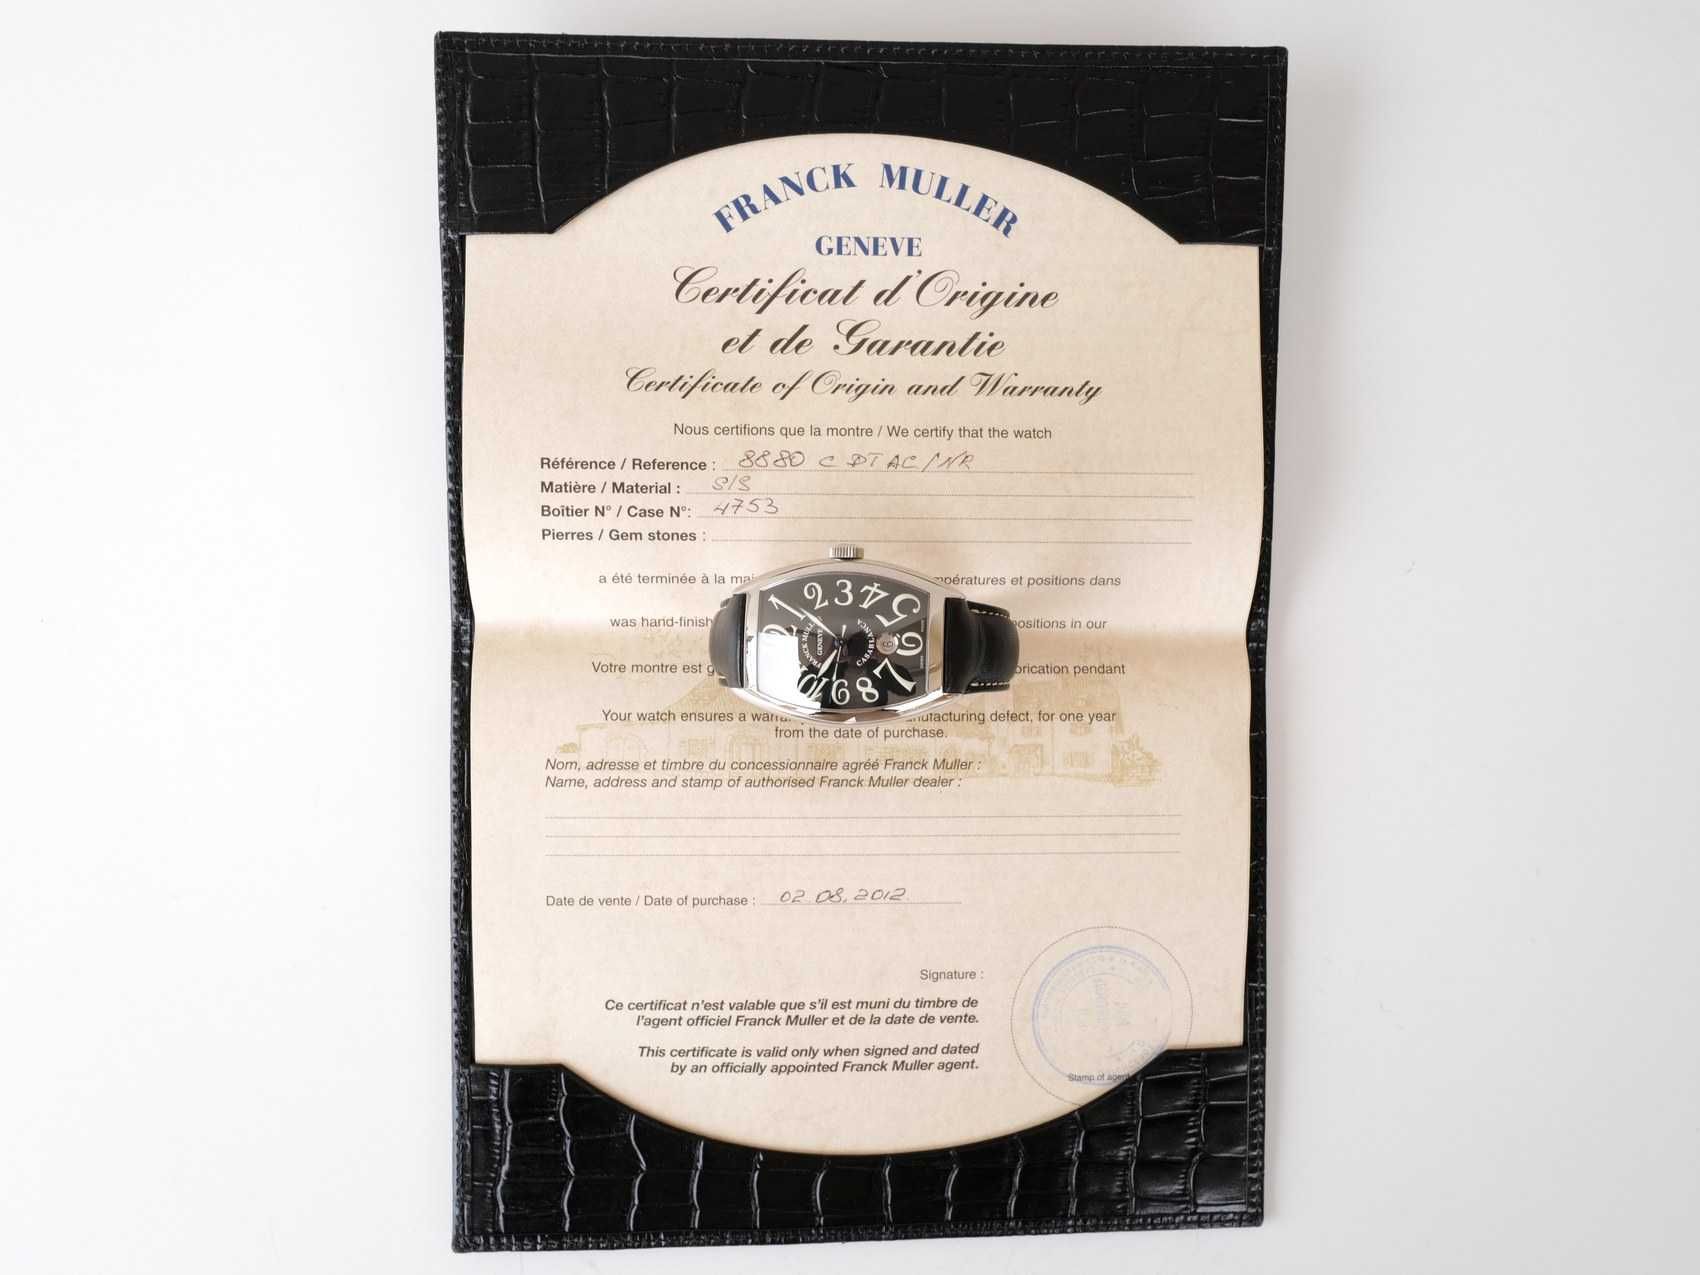 FRANCK MULLER
GENEVE
Certificat d'Origine
et de Garantie
Certificate of Origin and Warranty
Nous certifions que la montre / We certify that the watch
Référence / Reference : 8880 C DT AC/NR
Matière / Material : S/S
Boîtier N° / Case N°: 4753
Pierres / Gem stones :
a été terminée à la températures et positions dans
was hand-finish positions in our
2 3 4 5 6 7 8 9 10 1
FRANCK MULLER
GENEVE
CASABLANCA
Votre montre est fabrication pendant
Your watch ensures a manufacturing defect, for one year
from the date of purchase.
Nom, adresse et timbre du concessionnaire agréé Franck Muller :
Name, address and stamp of authorised Franck Muller dealer :
Date de vente / Date of purchase : 02.08.2012.
Signature :
Ce certificat n'est valable que s'il est muni du timbre de
l'agent officiel Franck Muller et de la date de vente.
This certificate is valid only when signed and dated
by an officially appointed Franck Muller agent.
Stamp of agent